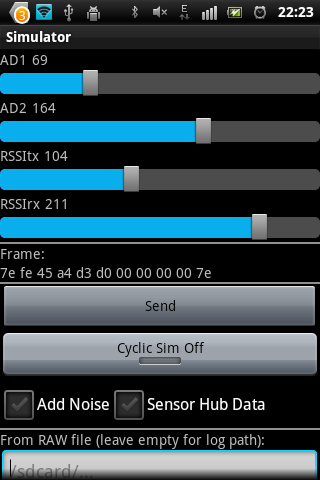 3
E
22:23
Simulator
AD1 69
AD2 164
RSSItx 104
RSSIrx 211
Frame:
7e fe 45 a4 d3 d0 00 00 00 00 7e
Send
Cyclic Sim Off
Add Noise
Sensor Hub Data
From RAW file (leave empty for log path):
/sdcard/...